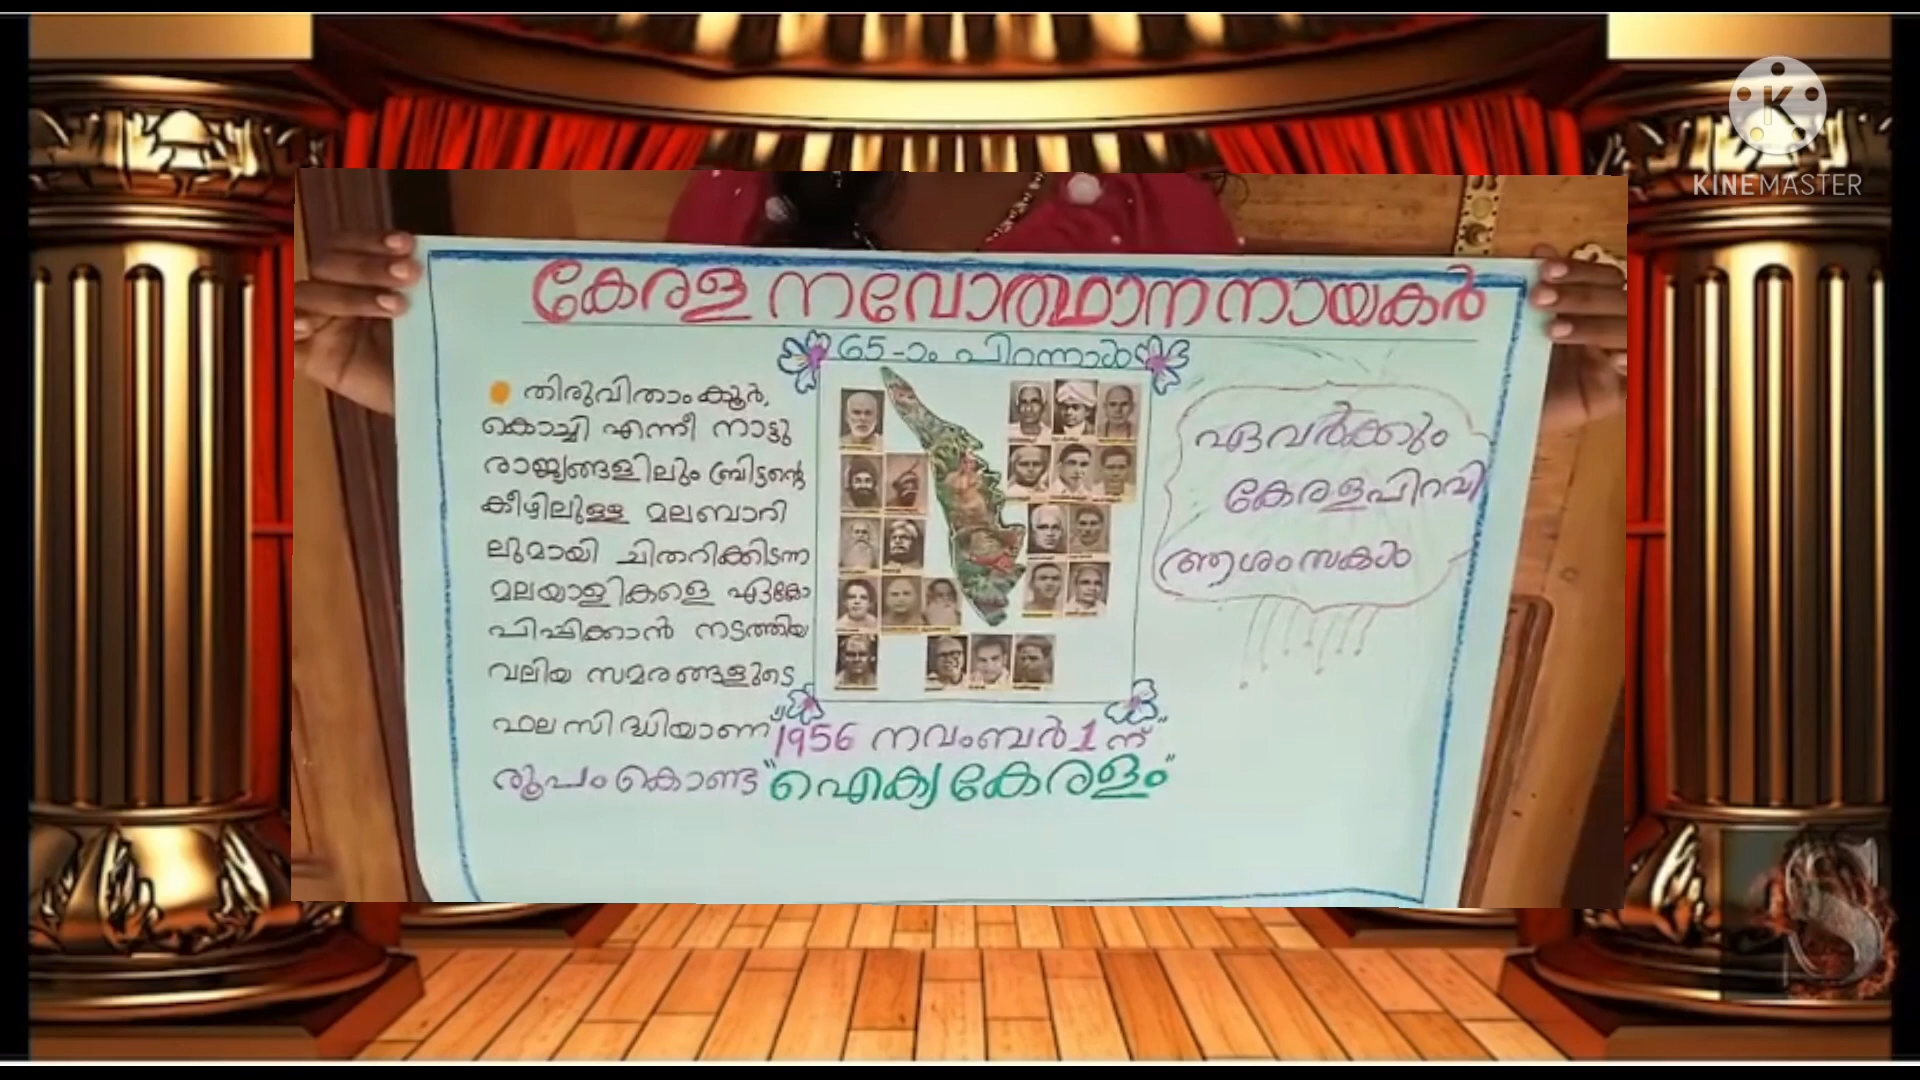 KINEMASTER
കേരള നവോത്ഥാന നായകർ
65-ാം പിറന്നാൾ
തിരുവിതാംകൂർ,
കൊച്ചി എന്നീ നാട്ടു
രാജ്യങ്ങളിലും ബ്രിട്ടന്റെ
കീഴിലുള്ള മലബാറി
ലുമായി ചിതറിക്കിടന്ന
മലയാളികളെ ഏകോ
പിപ്പിക്കാൻ നടത്തിയ
വലിയ സമരങ്ങളുടെ
ഫലസിദ്ധിയാണ് "1956 നവംബർ 1 ന്"
രൂപം കൊണ്ട "ഐക്യകേരളം"
ഏവർക്കും
കേരളപിറവി
ആശംസകൾ